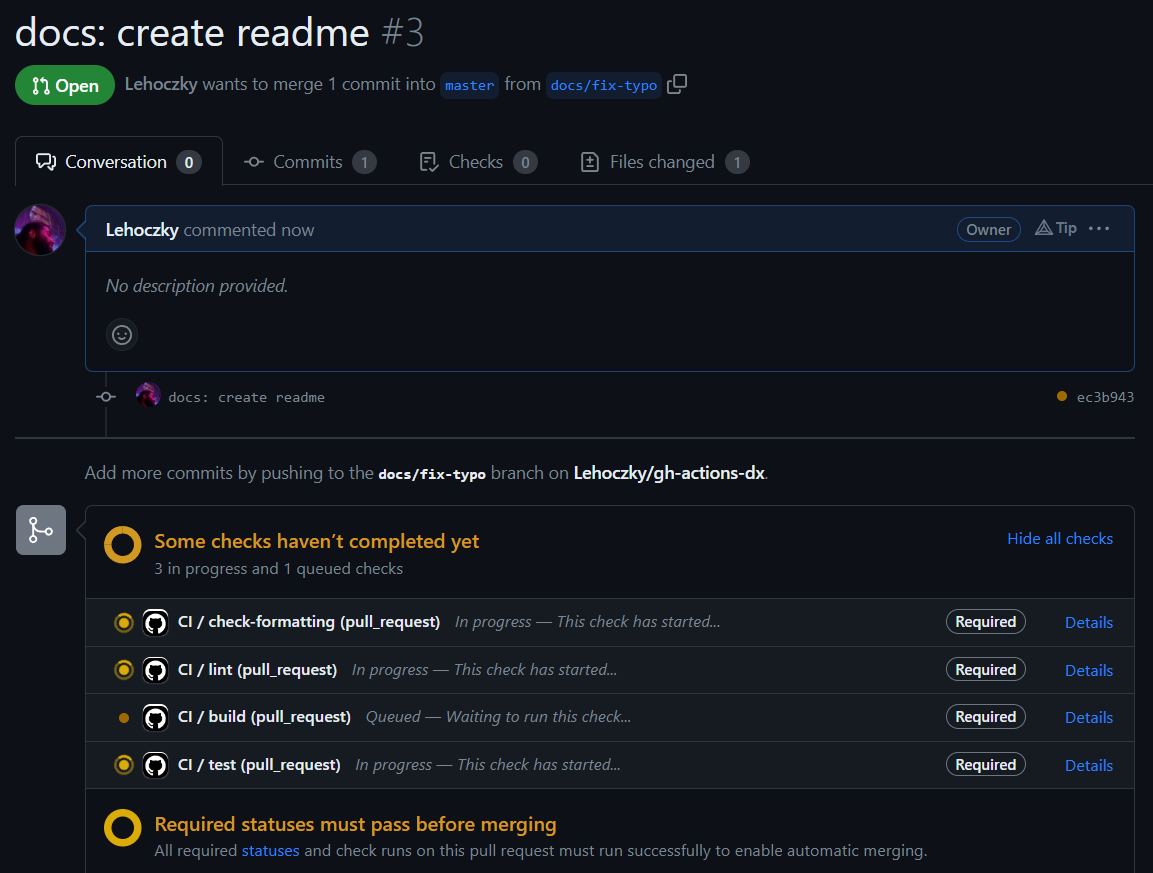 docs: create readme #3
Open Lehoczky wants to merge 1 commit into master from docs/fix-typo
Conversation 0 Commits 1 Checks 0 Files changed 1
Lehoczky commented now Owner Tip ···
No description provided.
docs: create readme ec3b943
Add more commits by pushing to the docs/fix-typo branch on Lehoczky/gh-actions-dx.
Some checks haven’t completed yet Hide all checks
3 in progress and 1 queued checks
CI / check-formatting (pull_request) In progress — This check has started... Required Details
CI / lint (pull_request) In progress — This check has started... Required Details
CI / build (pull_request) Queued — Waiting to run this check... Required Details
CI / test (pull_request) In progress — This check has started... Required Details
Required statuses must pass before merging
All required statuses and check runs on this pull request must run successfully to enable automatic merging.